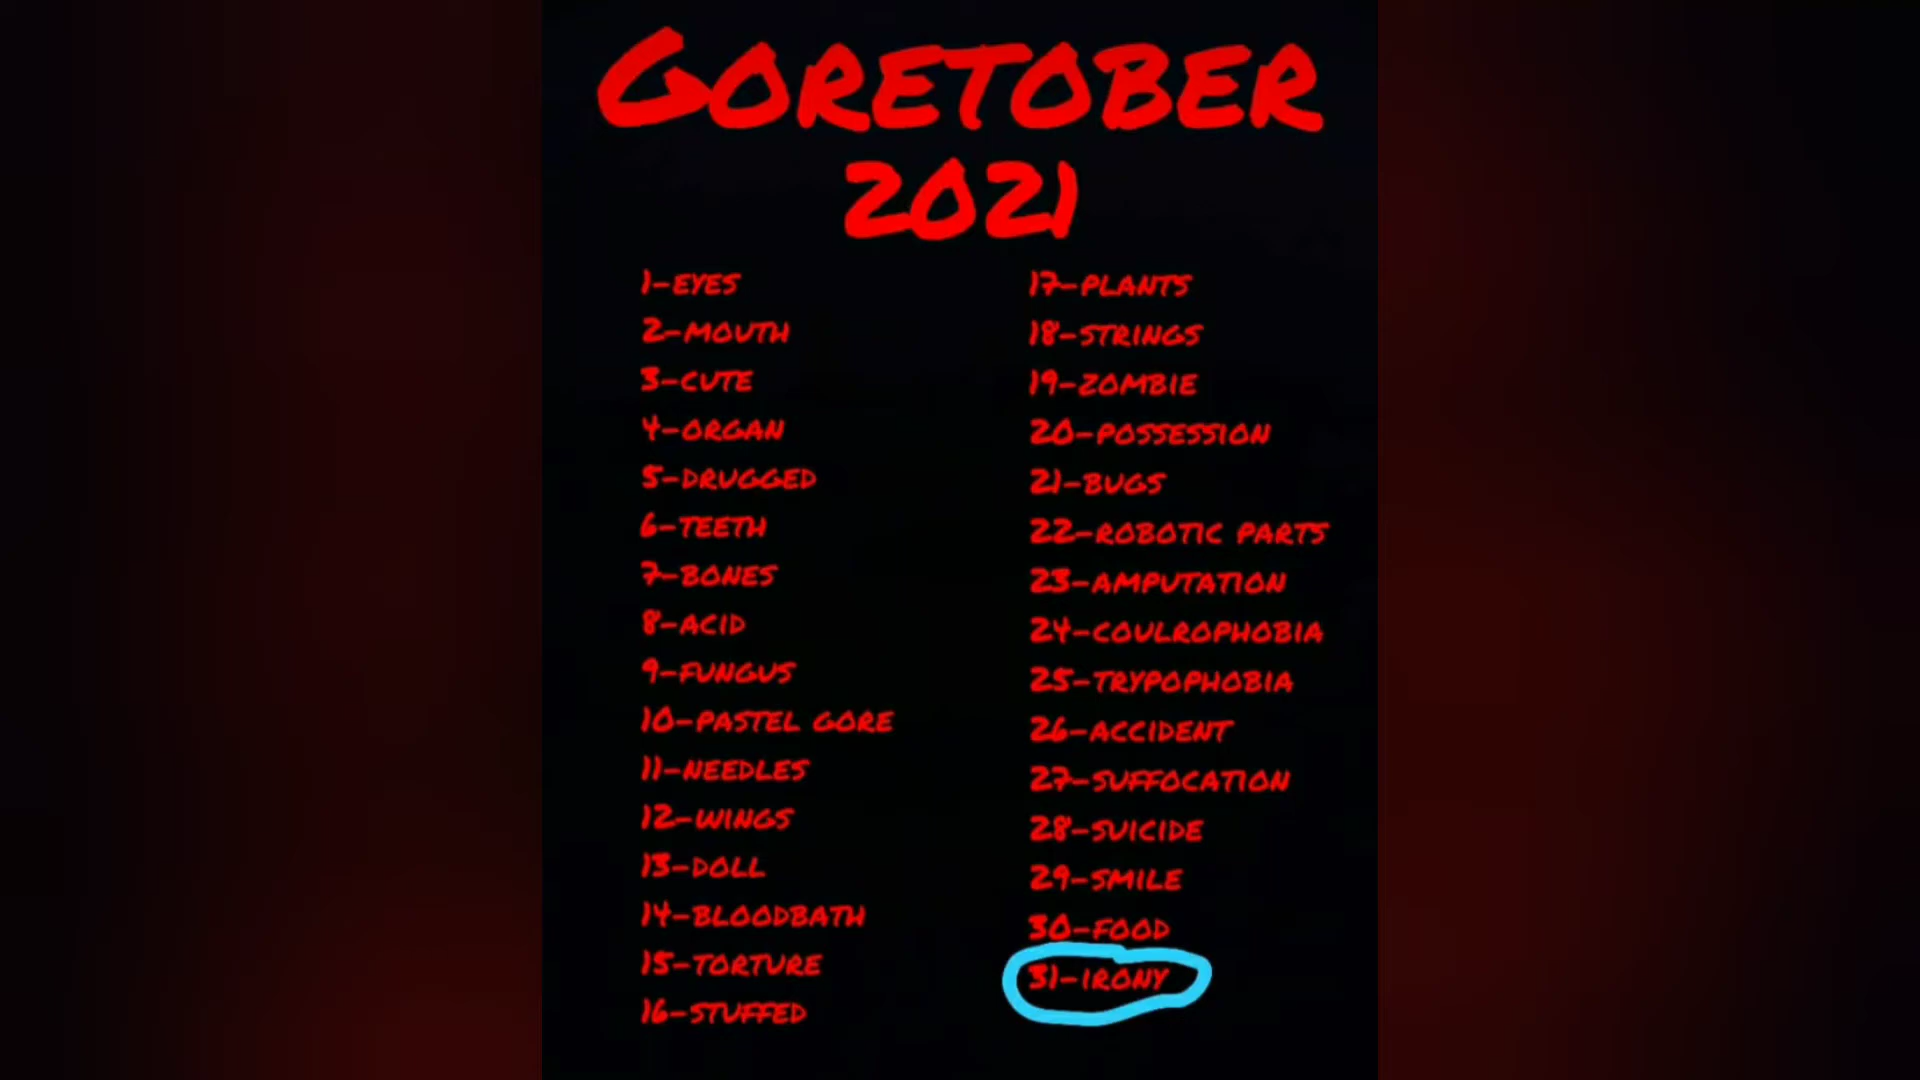 GORETOBER
2021
1-EYES
2-MOUTH
3-CUTE
4-ORGAN
5-DRUGGED
6-TEETH
7-BONES
8-ACID
9-FUNGUS
10-PASTEL GORE
11-NEEDLES
12-WINGS
13-DOLL
14-BLOODBATH
15-TORTURE
16-STUFFED
17-PLANTS
18-STRINGS
19-ZOMBIE
20-POSSESSION
21-BUGS
22-ROBOTIC PARTS
23-AMPUTATION
24-COULROPHOBIA
25-TRYPOPHOBIA
26-ACCIDENT
27-SUFFOCATION
28-SUICIDE
29-SMILE
30-FOOD
31-IRONY